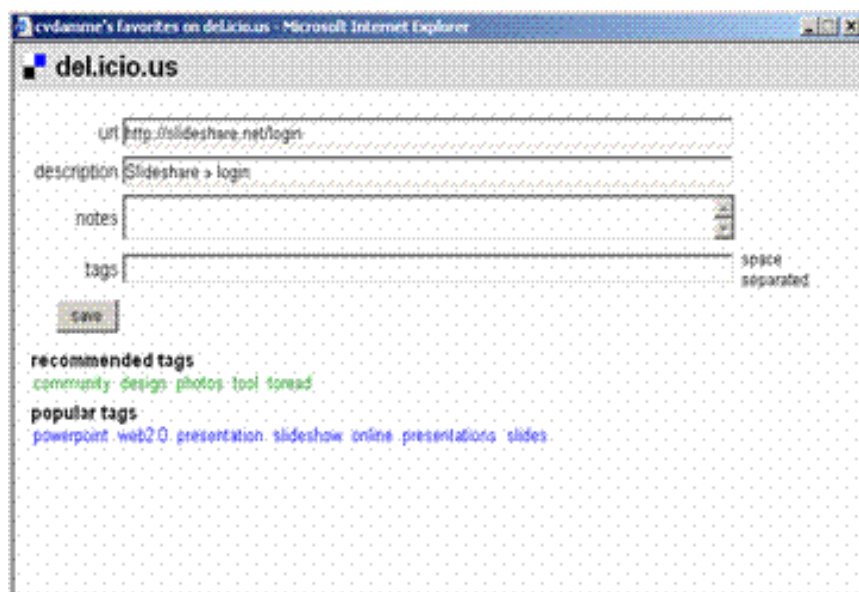 cvdamme's favorites on del.icio.us - Microsoft Internet Explorer
del.icio.us
url http://slideshare.net/login
description Slideshare » login
notes
tags space separated
save
recommended tags
community design photos tool toread
popular tags
powerpoint web2.0 presentation slideshow online presentations slides